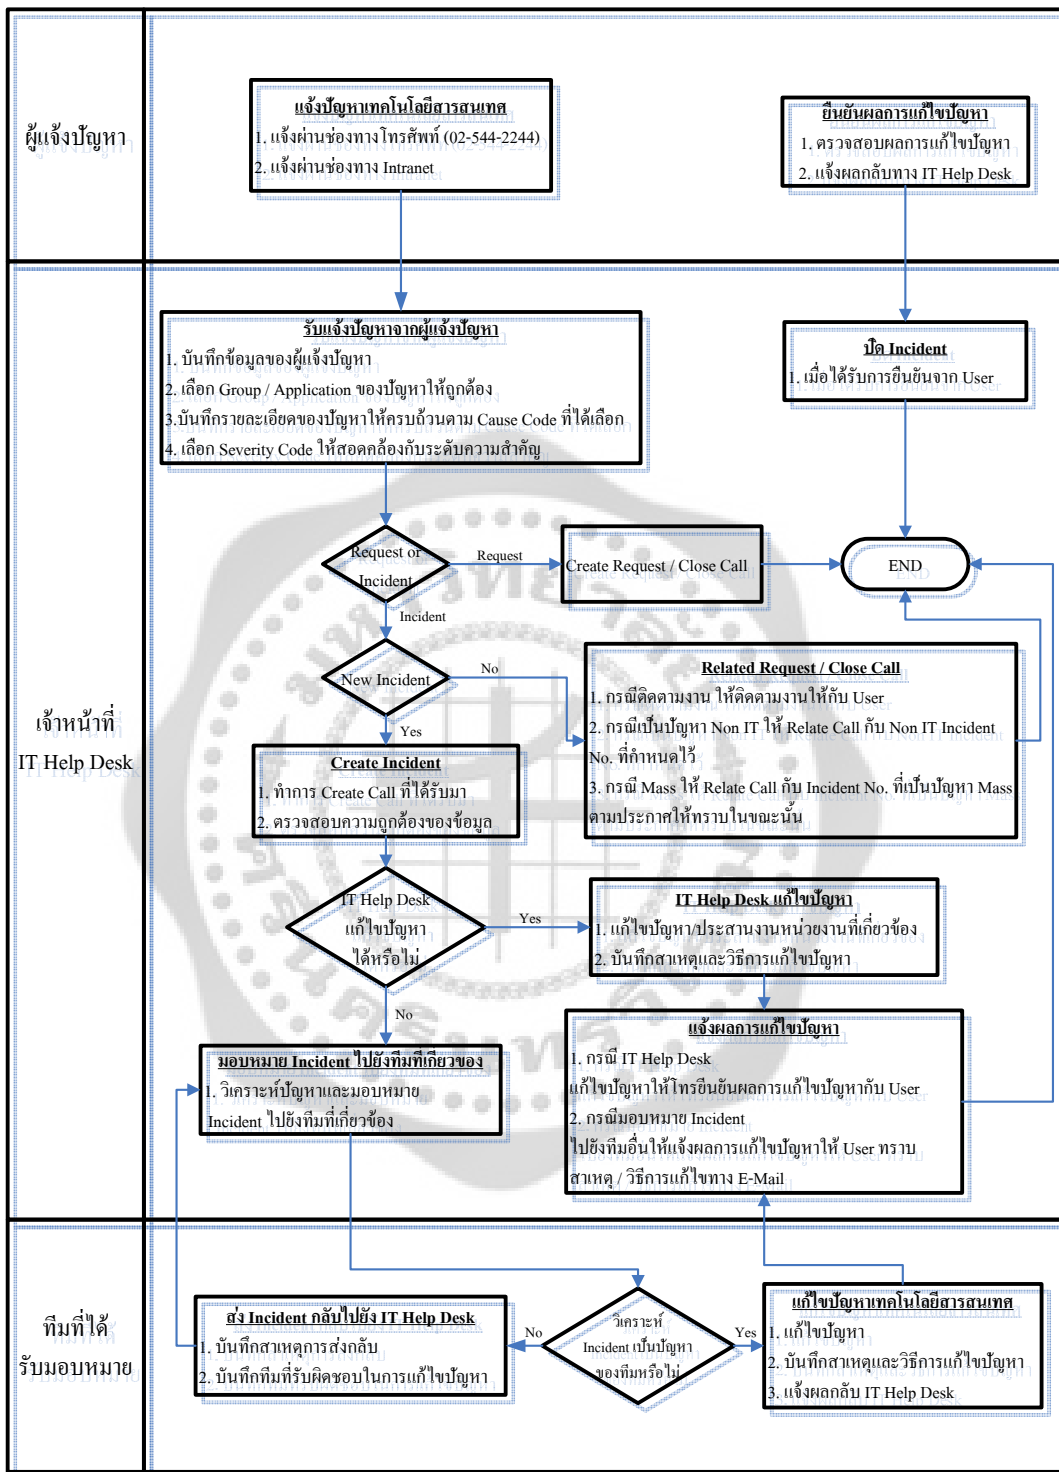 ผู้แจ้งปัญหา
แจ้งปัญหาเทคโนโลยีสารสนเทศ
1. แจ้งผ่านช่องทางโทรศัพท์ (02-544-2244)
2. แจ้งผ่านช่องทาง Intranet
ยืนยันผลการแก้ไขปัญหา
1. ตรวจสอบผลการแก้ไขปัญหา
2. แจ้งผลกลับทาง IT Help Desk
เจ้าหน้าที่
IT Help Desk
รับแจ้งปัญหาจากผู้แจ้งปัญหา
1. บันทึกข้อมูลของผู้แจ้งปัญหา
2. เลือก Group / Application ของปัญหาให้ถูกต้อง
3.บันทึกรายละเอียดของปัญหาให้ครบถ้วนตาม Cause Code ที่ได้เลือก
4. เลือก Severity Code ให้สอดคล้องกับระดับความสำคัญ
ปิด Incident
1. เมื่อได้รับการยืนยันจาก User
Request or
Incident
Request
Create Request / Close Call
END
Incident
New Incident
No
Yes
Related Request / Close Call
1. กรณีติดตามงาน ให้ติดตามงานให้กับ User
2. กรณีเป็นปัญหา Non IT ให้ Relate Call กับ Non IT Incident
No. ที่กำหนดไว้
3. กรณี Mass ให้ Relate Call กับ Incident No. ที่เป็นปัญหา Mass
ตามประกาศให้ทราบในขณะนั้น
Create Incident
1. ทำการ Create Call ที่ได้รับมา
2. ตรวจสอบความถูกต้องของข้อมูล
IT Help Desk
แก้ไขปัญหา
ได้หรือไม่
Yes
No
IT Help Desk แก้ไขปัญหา
1. แก้ไขปัญหา/ประสานงานหน่วยงานที่เกี่ยวข้อง
2. บันทึกสาเหตุและวิธีการแก้ไขปัญหา
แจ้งผลการแก้ไขปัญหา
1. กรณี IT Help Desk
แก้ไขปัญหาให้โทรยืนยันผลการแก้ไขปัญหากับ User
2. กรณีมอบหมาย Incident
ไปยังทีมอื่นให้แจ้งผลการแก้ไขปัญหาให้ User ทราบ
สาเหตุ / วิธีการแก้ไขทาง E-Mail
มอบหมาย Incident ไปยังทีมที่เกี่ยวของ
1. วิเคราะห์ปัญหาและมอบหมาย
Incident ไปยังทีมที่เกี่ยวข้อง
ทีมที่ได้
รับมอบหมาย
ส่ง Incident กลับไปยัง IT Help Desk
1. บันทึกสาเหตุการส่งกลับ
2. บันทึกทีมที่รับผิดชอบในการแก้ไขปัญหา
No
วิเคราะห์
Incident เป็นปัญหา
ของทีมหรือไม่
Yes
แก้ไขปัญหาเทคโนโลยีสารสนเทศ
1. แก้ไขปัญหา
2. บันทึกสาเหตุและวิธีการแก้ไขปัญหา
3. แจ้งผลกลับ IT Help Desk
มหาวิทยาลัย
ศรีนครินทรวิโรฒ